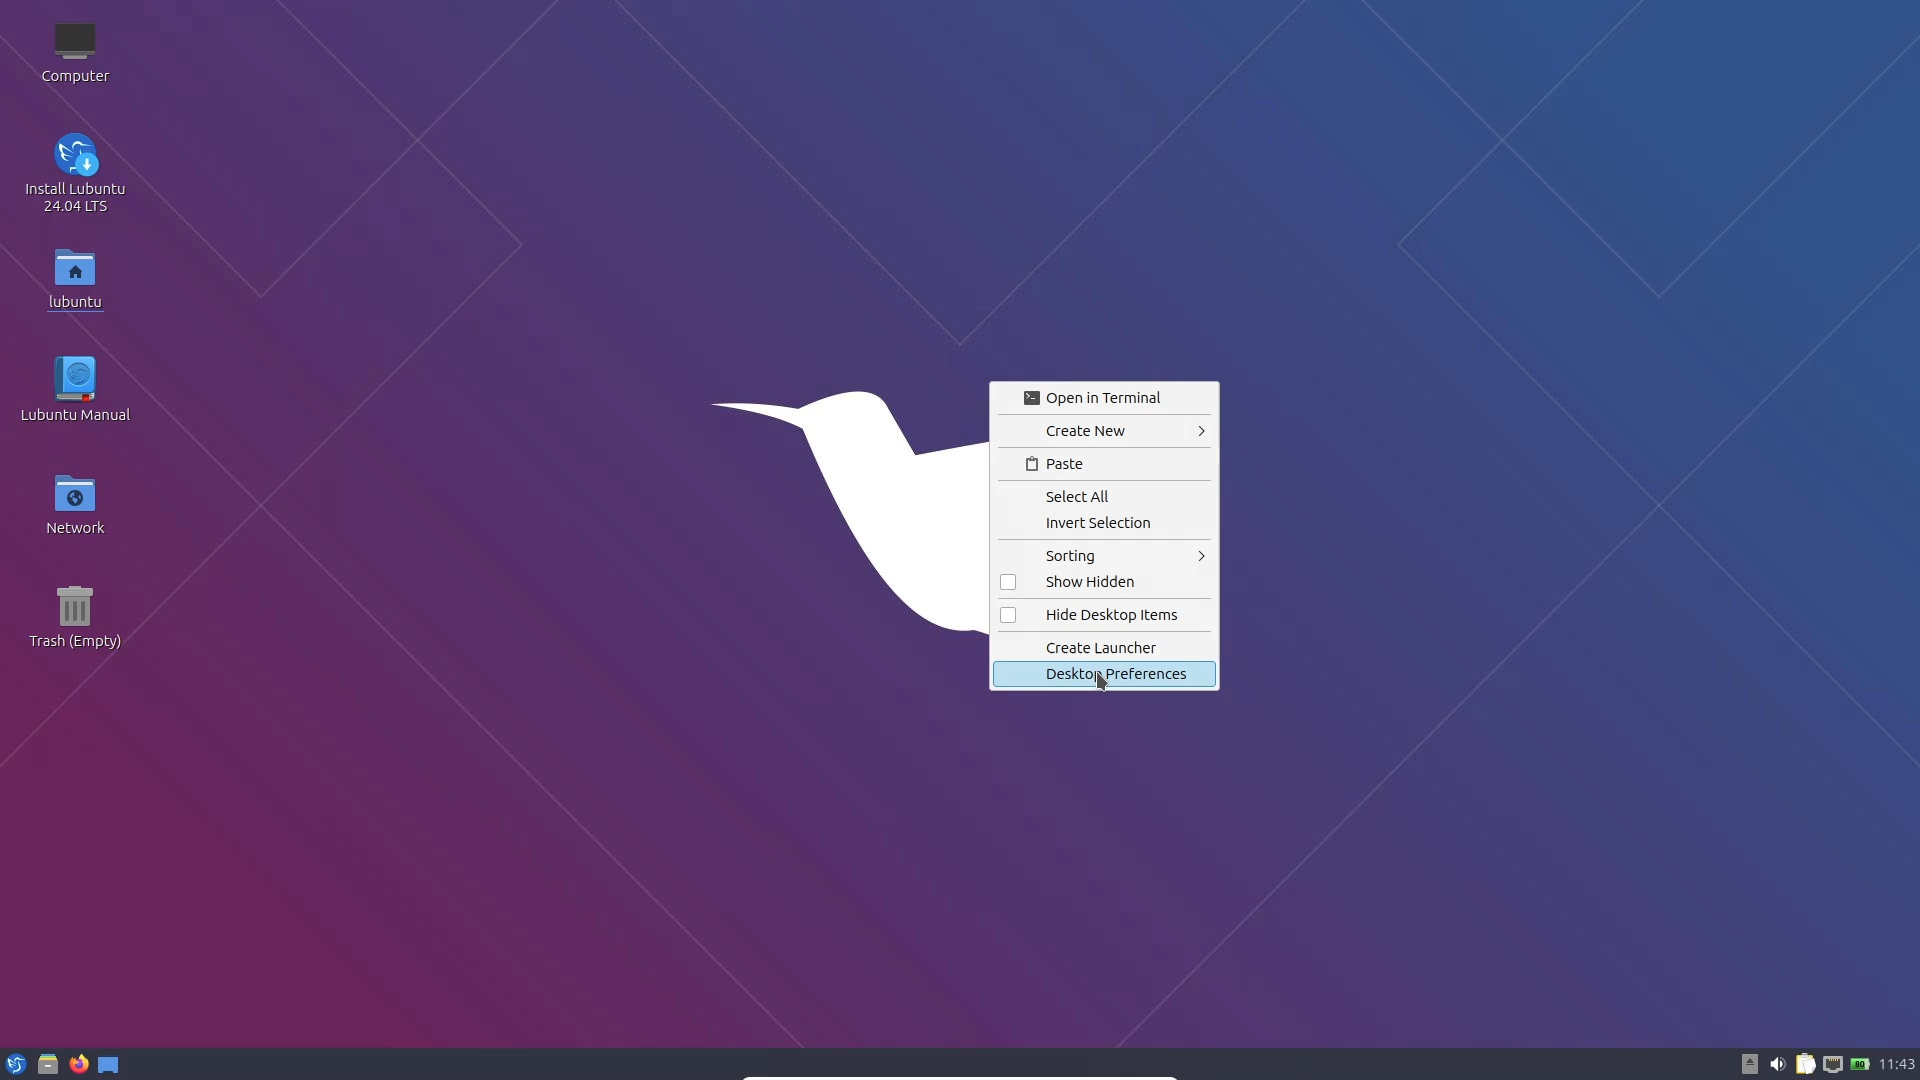 Computer
Install Lubuntu
24.04 LTS
lubuntu
Lubuntu Manual
Network
Trash (Empty)
Open in Terminal
Create New
Paste
Select All
Invert Selection
Sorting
Show Hidden
Hide Desktop Items
Create Launcher
Desktop Preferences
80
11:43